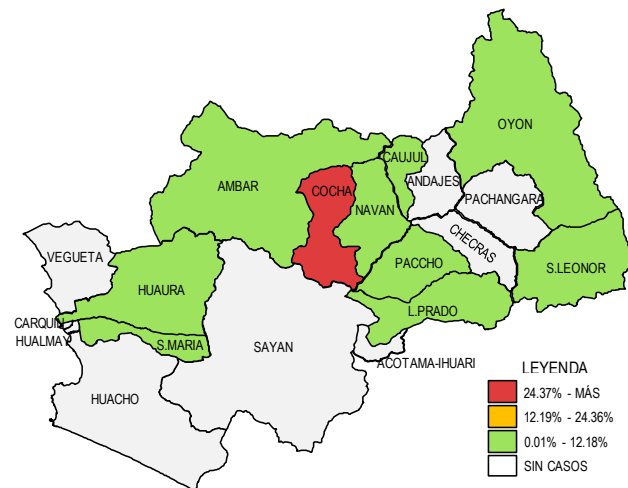 OYON
CAUJUL
AMBAR
COCHA
ANDAJES
PACHANGARA
NAVAN
CHECRAS
VEGUETA
PACCHO
S.LEONOR
HUAURA
L.PRADO
CARQUIN
HUALMAY
S.MARIA
SAYAN
ACOTAMA-IHUARI
HUACHO
LEYENDA
24.37% - MÁS
12.19% - 24.36%
0.01% - 12.18%
SIN CASOS